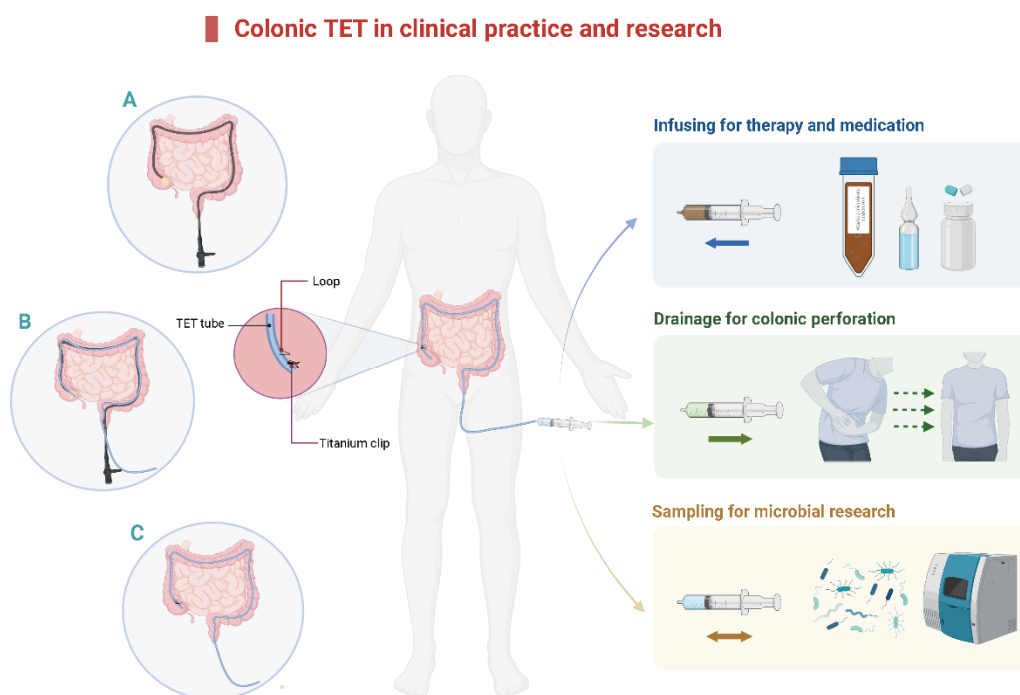 Colonic TET in clinical practice and research
A
B
C
Loop
TET tube
Titanium clip
Infusing for therapy and medication
Drainage for colonic perforation
Sampling for microbial research